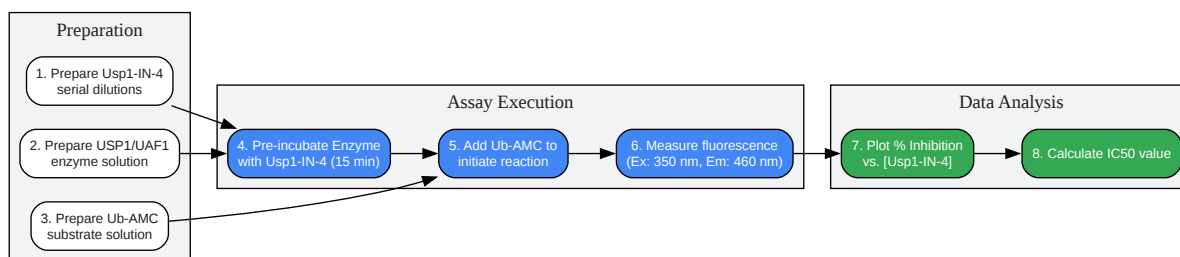 Preparation
1. Prepare Usp1-IN-4
serial dilutions
2. Prepare USP1/UAF1
enzyme solution
3. Prepare Ub-AMC
substrate solution
Assay Execution
4. Pre-incubate Enzyme
with Usp1-IN-4 (15 min)
5. Add Ub-AMC to
initiate reaction
6. Measure fluorescence
(Ex: 350 nm, Em: 460 nm)
Data Analysis
7. Plot % Inhibition
vs. [Usp1-IN-4]
8. Calculate IC50 value